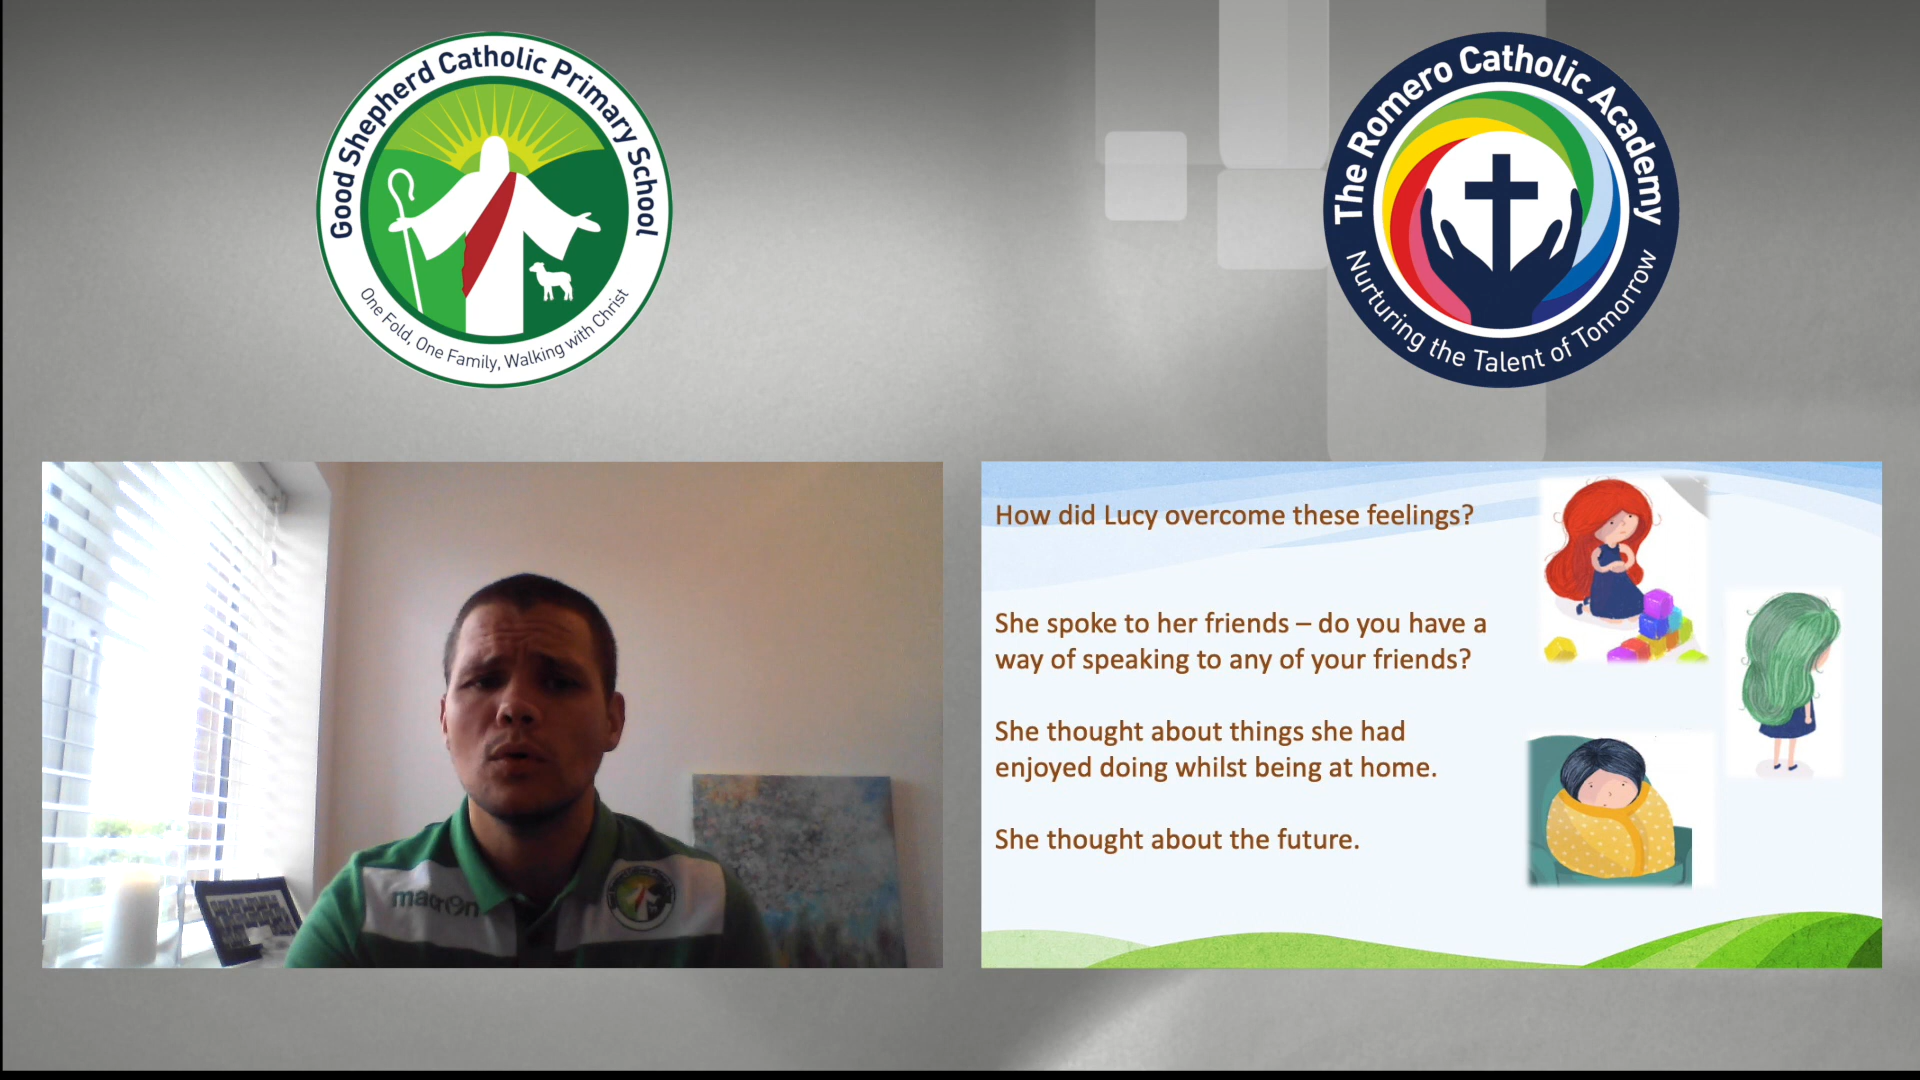 Good Shepherd Catholic Primary School
One Fold, One Family, Walking with Christ
The Romero Catholic Academy
Nurturing the Talent of Tomorrow
How did Lucy overcome these feelings?
She spoke to her friends – do you have a
way of speaking to any of your friends?
She thought about things she had
enjoyed doing whilst being at home.
She thought about the future.
macron